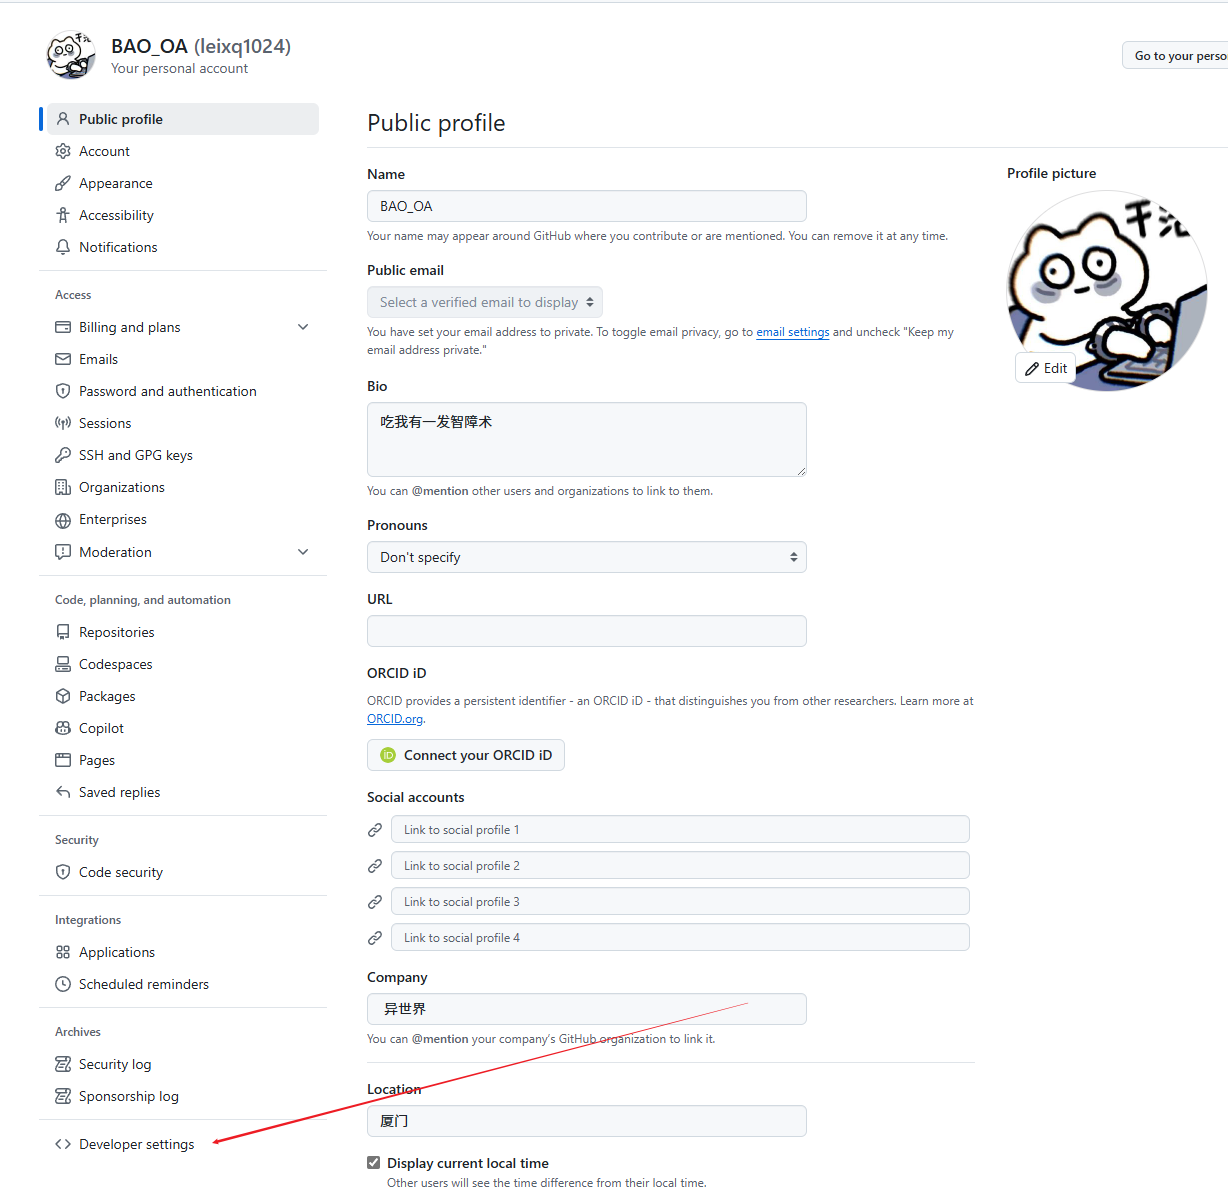 BAO_OA (leixq1024)
Your personal account
Go to your perso
Public profile
Account
Appearance
Accessibility
Notifications
Access
Billing and plans
Emails
Password and authentication
Sessions
SSH and GPG keys
Organizations
Enterprises
Moderation
Code, planning, and automation
Repositories
Codespaces
Packages
Copilot
Pages
Saved replies
Security
Code security
Integrations
Applications
Scheduled reminders
Archives
Security log
Sponsorship log
Developer settings
Public profile
Name
BAO_OA
Your name may appear around GitHub where you contribute or are mentioned. You can remove it at any time.
Public email
Select a verified email to display
You have set your email address to private. To toggle email privacy, go to email settings and uncheck "Keep my
email address private."
Bio
吃我有一发智障术
You can @mention other users and organizations to link to them.
Pronouns
Don't specify
URL
ORCID iD
ORCID provides a persistent identifier - an ORCID iD - that distinguishes you from other researchers. Learn more at
ORCID.org.
iD Connect your ORCID iD
Social accounts
Link to social profile 1
Link to social profile 2
Link to social profile 3
Link to social profile 4
Company
异世界
You can @mention your company's GitHub organization to link it.
Location
厦门
Display current local time
Other users will see the time difference from their local time.
Profile picture
Edit